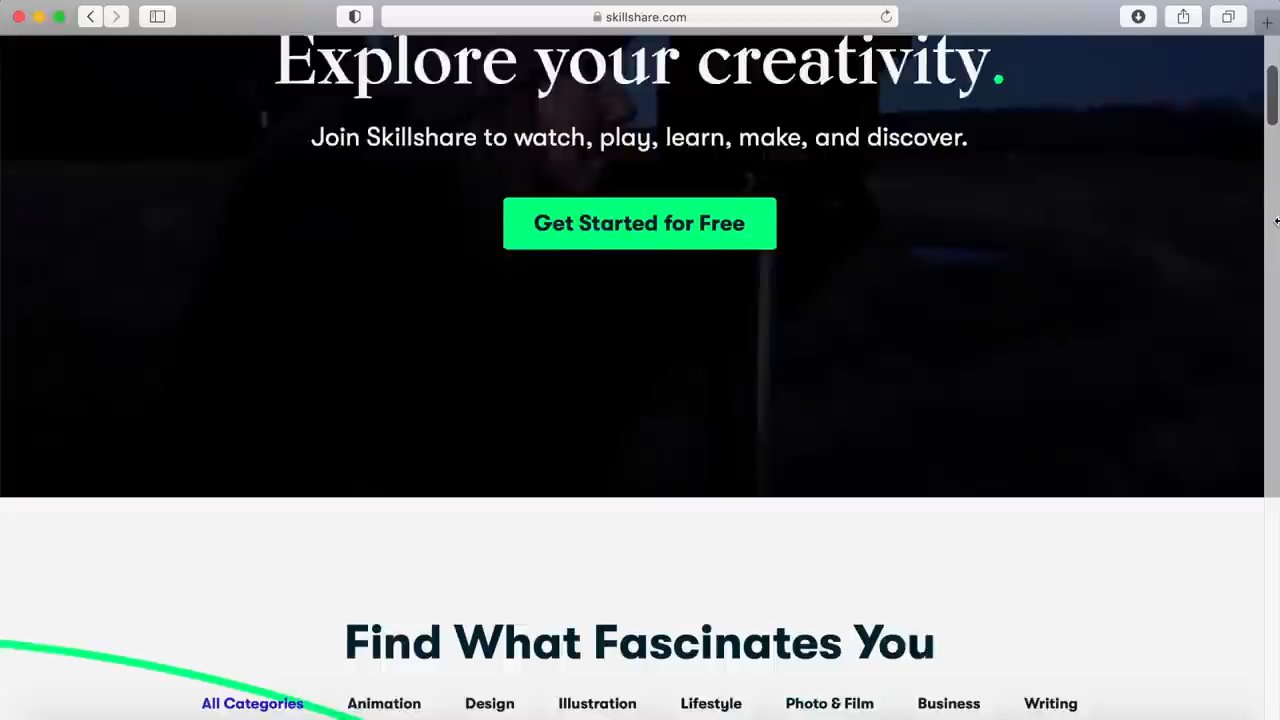 skillshare.com
Explore your creativity.
Join Skillshare to watch, play, learn, make, and discover.
Get Started for Free
Find What Fascinates You
All Categories Animation Design Illustration Lifestyle Photo & Film Business Writing